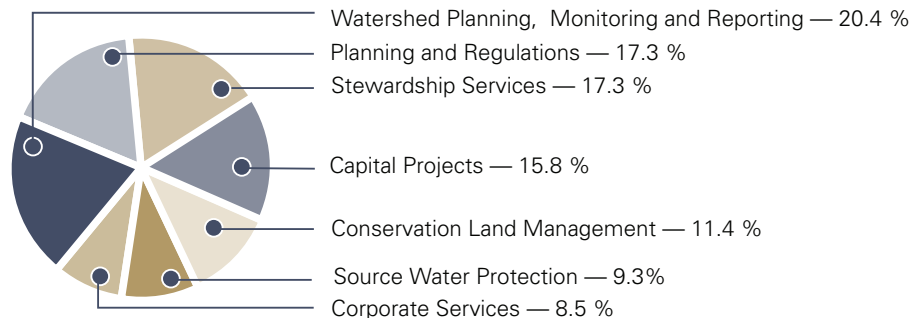 Watershed Planning,  Monitoring and Reporting — 20.4 %
Planning and Regulations — 17.3 %
Stewardship Services — 17.3 %
Capital Projects — 15.8 %
Conservation Land Management — 11.4 %
Source Water Protection — 9.3%
Corporate Services — 8.5 %